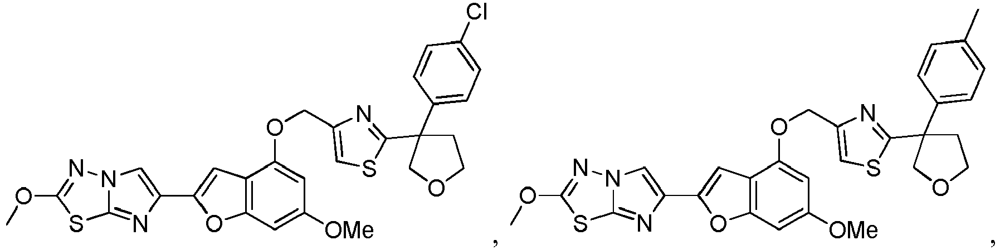 Cl
N N
O O
N N N N
O O
O N O N
S N O OMe , S N O OMe ,
S S